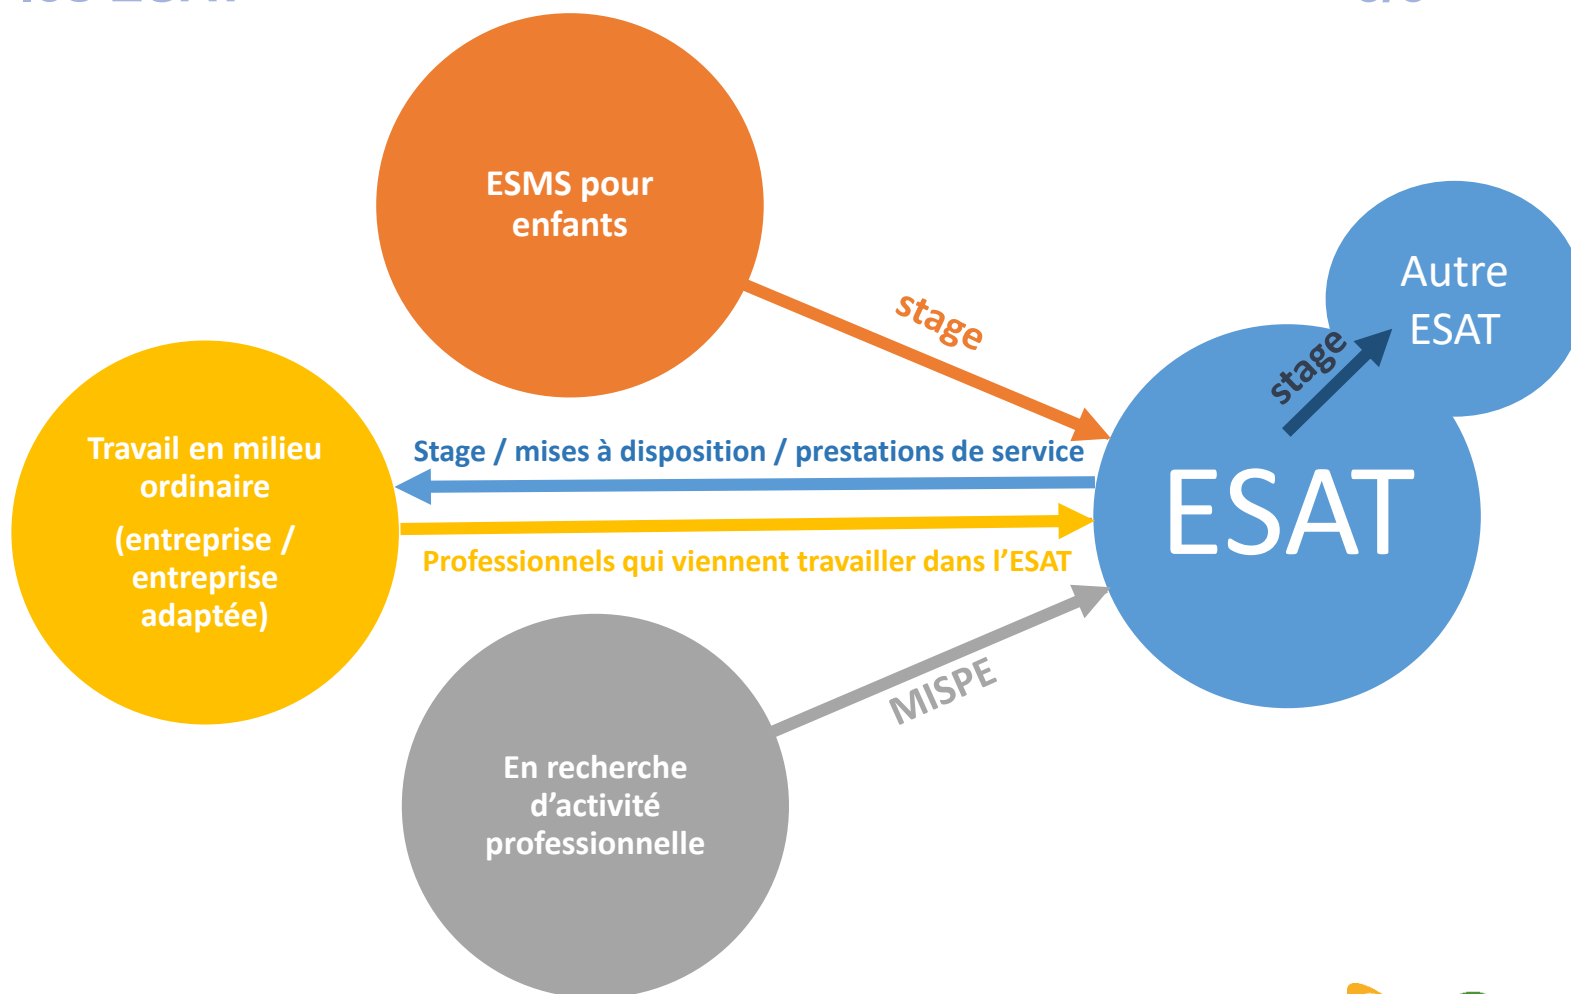 ESMS pour
enfants
stage
Autre
ESAT
stage
Travail en milieu
ordinaire
(entreprise /
entreprise
adaptée)
Stage / mises à disposition / prestations de service
ESAT
Professionnels qui viennent travailler dans l’ESAT
MISPE
En recherche
d’activité
professionnelle